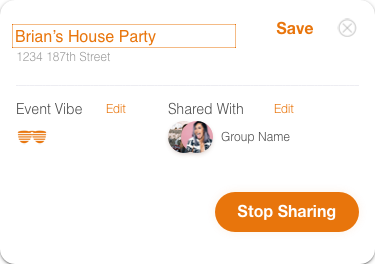 Brian's House Party
Save
1234 187th Street
Event Vibe Edit
Shared With Edit
Group Name
Stop Sharing